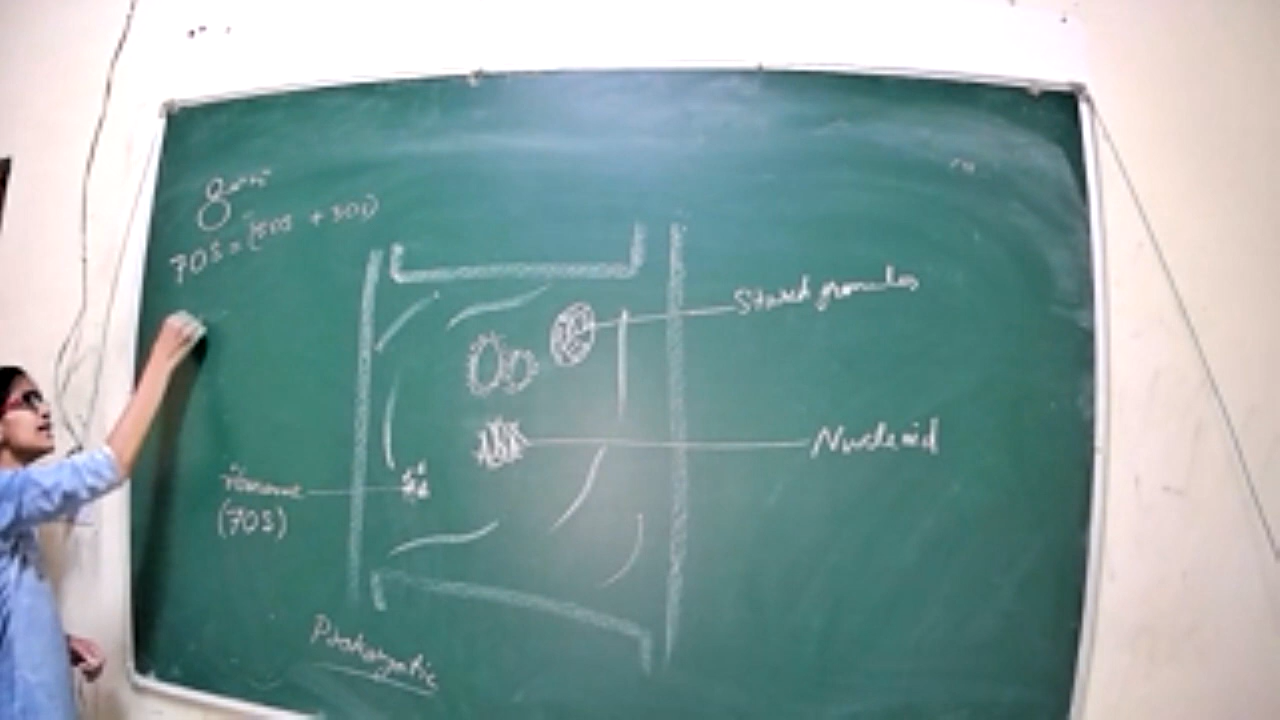 70S = (50S + 30S)
Starch granules
Nucleoid
ribosome
(70S)
Prokaryotic